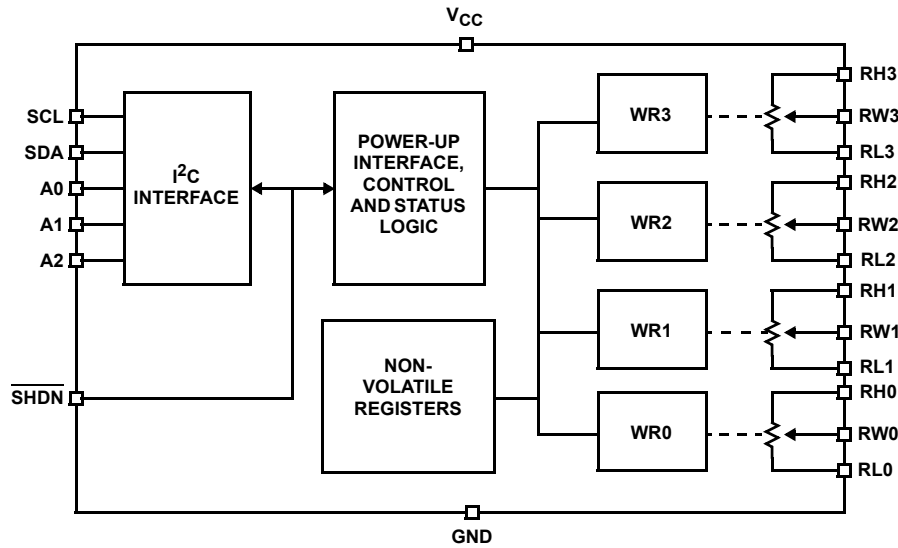 VCC
SCL
SDA
A0
A1
A2
SHDN
I2C
INTERFACE
POWER-UP
INTERFACE,
CONTROL
AND STATUS
LOGIC
NON-
VOLATILE
REGISTERS
WR3
WR2
WR1
WR0
RH3
RW3
RL3
RH2
RW2
RL2
RH1
RW1
RL1
RH0
RW0
RL0
GND